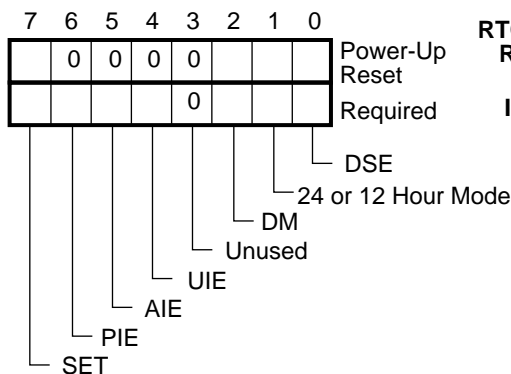 7 6 5 4 3 2 1 0
0 0 0 0 Power-Up Reset
0 Required
DSE
24 or 12 Hour Mode
DM
Unused
UIE
AIE
PIE
SET